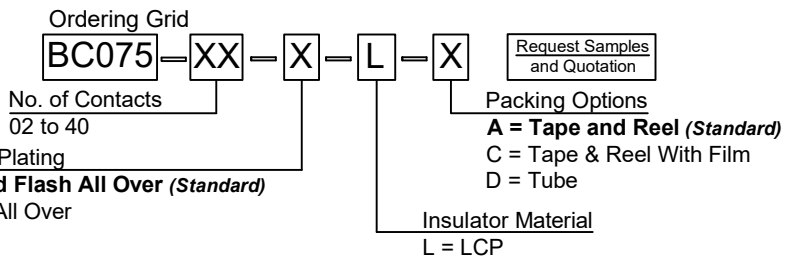 Ordering Grid
BC075 — XX — X — L — X
Request Samples
and Quotation
No. of Contacts
02 to 40
Plating
Flash All Over (Standard)
All Over
Packing Options
A = Tape and Reel (Standard)
C = Tape & Reel With Film
D = Tube
Insulator Material
L = LCP